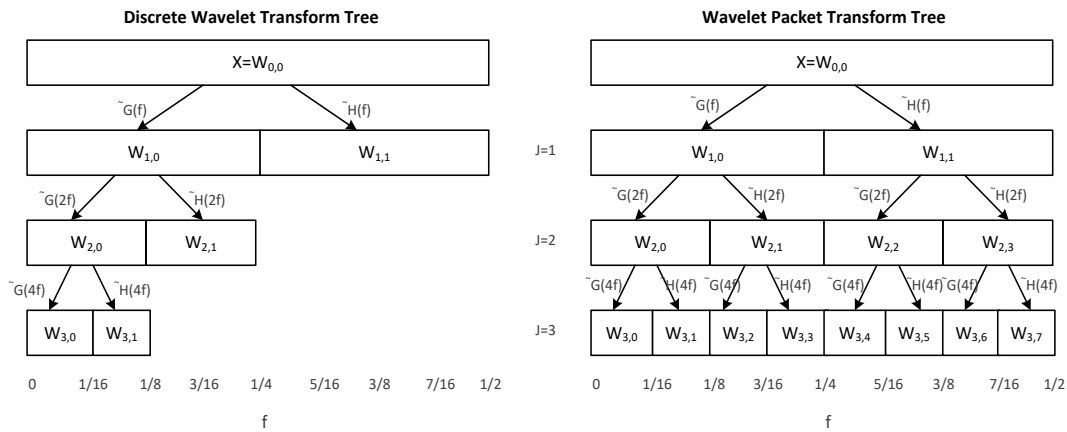 Discrete Wavelet Transform Tree
X=W0,0
˜G(f) ˜H(f)
W1,0 W1,1
˜G(2f) ˜H(2f)
W2,0 W2,1
˜G(4f) ˜H(4f)
W3,0 W3,1
0 1/16 1/8 3/16 1/4 5/16 3/8 7/16 1/2
f
J=1
J=2
J=3
Wavelet Packet Transform Tree
X=W0,0
˜G(f) ˜H(f)
W1,0 W1,1
˜G(2f) ˜H(2f) ˜G(2f) ˜H(2f)
W2,0 W2,1 W2,2 W2,3
˜G(4f) ˜H(4f) ˜G(4f) ˜H(4f) ˜G(4f) ˜H(4f) ˜G(4f) ˜H(4f)
W3,0 W3,1 W3,2 W3,3 W3,4 W3,5 W3,6 W3,7
0 1/16 1/8 3/16 1/4 5/16 3/8 7/16 1/2
f